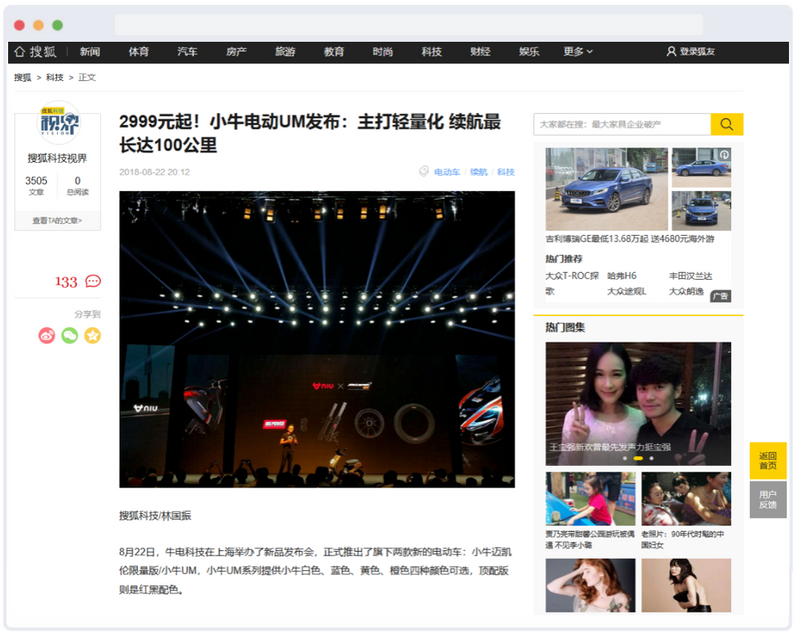 搜狐
新闻
体育
汽车
房产
旅游
教育
时尚
科技
财经
娱乐
更多
登录狐友
搜狐 > 科技 > 正文
搜狐科技
视界
VISION
搜狐科技视界
3505
文章
0
总阅读
查看TA的文章>
133
分享到
2999元起！小牛电动UM发布：主打轻量化 续航最
长达100公里
2018-08-22 20:12
电动车 / 续航 / 科技
NIU
NIU ×
搜狐科技/林国振
8月22日，牛电科技在上海举办了新品发布会，正式推出了旗下两款新的电动车：小牛迈凯
伦限量版/小牛UM，小牛UM系列提供小牛白色、蓝色、黄色、橙色四种颜色可选，顶配版
则是红黑配色。
大家都在搜：最大家具企业破产
吉利博瑞GE最低13.68万起 送4680元海外游
热门推荐
大众T-ROC探
歌
哈弗H6
丰田汉兰达
大众途观L
大众朗逸
广告
热门图集
王宝强新欢曾最先发声力挺宝强
贾乃亮带甜馨公园游玩被偶
遇 不见李小璐
老照片：90年代时髦的中
国妇女
返回
首页
用户
反馈